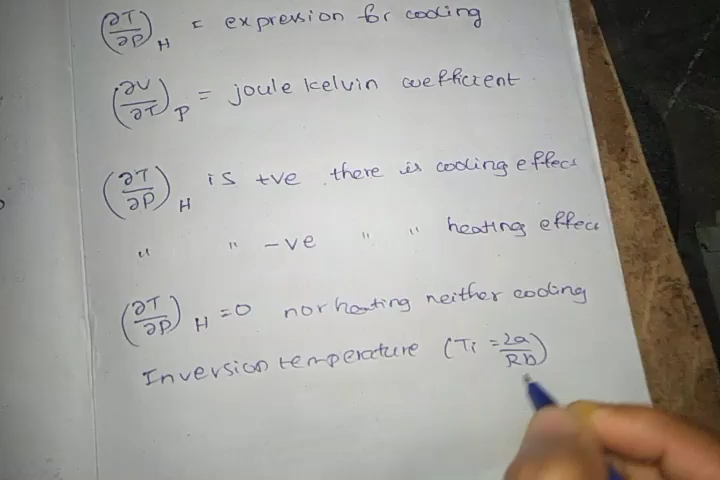 (∂T/∂P)H = expression for cooling
(∂V/∂T)P = joule kelvin coefficient
(∂T/∂P)H is +ve there is cooling effect
" " -ve " " heating effect
(∂T/∂P)H =0 nor heating neither cooling
Inversion temperature (Ti = 2a/Rb)